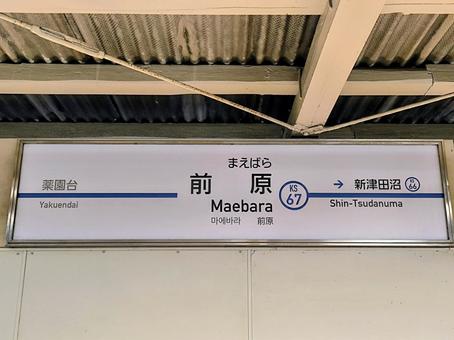 薬園台
Yakuendai
まえばら
前原
Maebara
마에바라 前原
KS
67
→ 新津田沼 KS 66
Shin-Tsudanuma